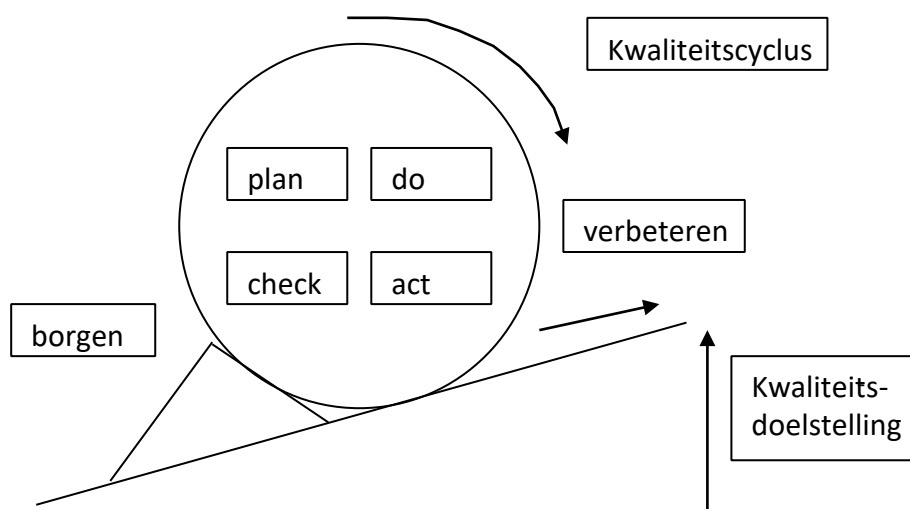 Kwaliteitscyclus
plan
do
verbeteren
check
act
borgen
Kwaliteits-
doelstelling